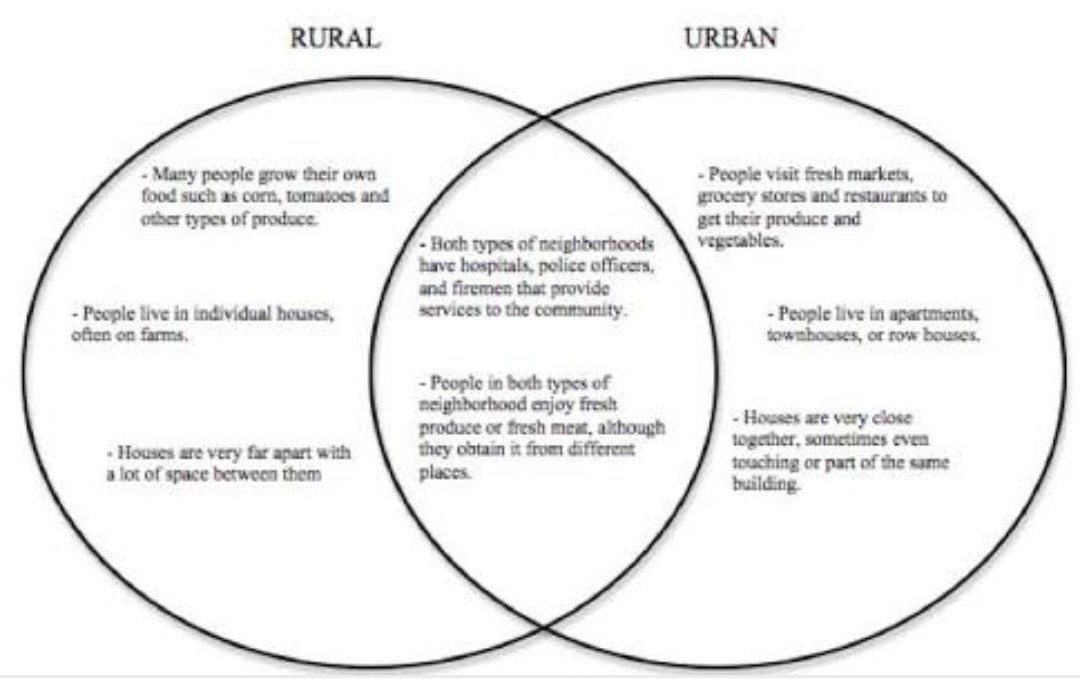 RURAL
URBAN
- Many people grow their own
food such as corn, tomatoes and
other types of produce.
- People live in individual houses,
often on farms.
- Houses are very far apart with
a lot of space between them
- Both types of neighborhoods
have hospitals, police officers,
and firemen that provide
services to the community.
- People in both types of
neighborhood enjoy fresh
produce or fresh meat, although
they obtain it from different
places.
- People visit fresh markets,
grocery stores and restaurants to
get their produce and
vegetables.
- People live in apartments,
townhouses, or row houses.
- Houses are very close
together, sometimes even
touching or part of the same
building.